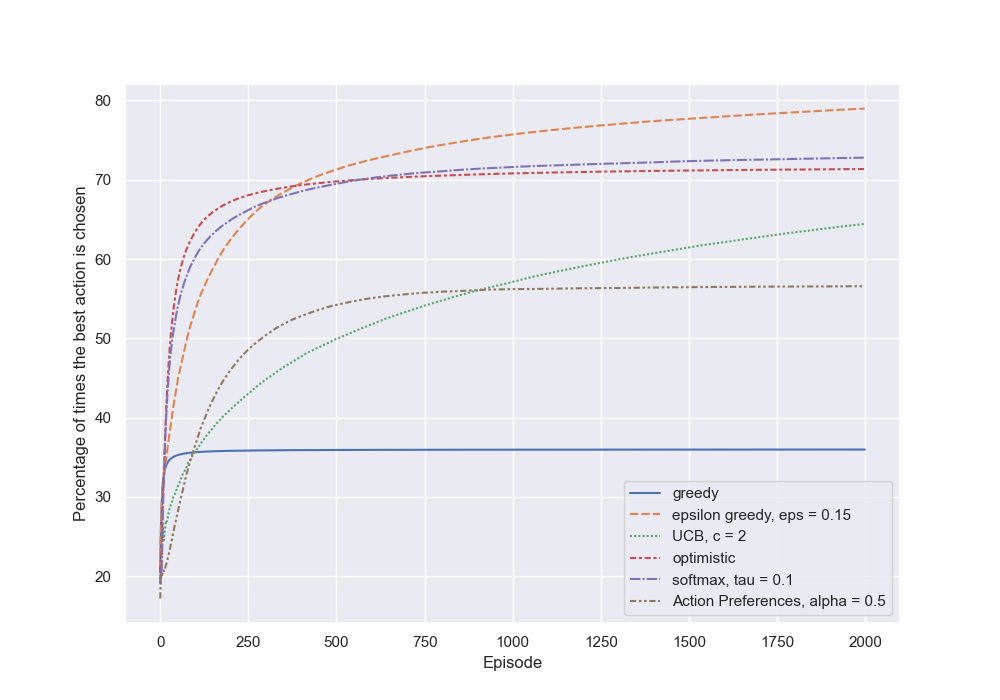 80
70
60
50
40
30
20
Percentage of times the best action is chosen
greedy
epsilon greedy, eps = 0.15
UCB, c = 2
optimistic
softmax, tau = 0.1
Action Preferences, alpha = 0.5
0 250 500 750 1000 1250 1500 1750 2000
Episode